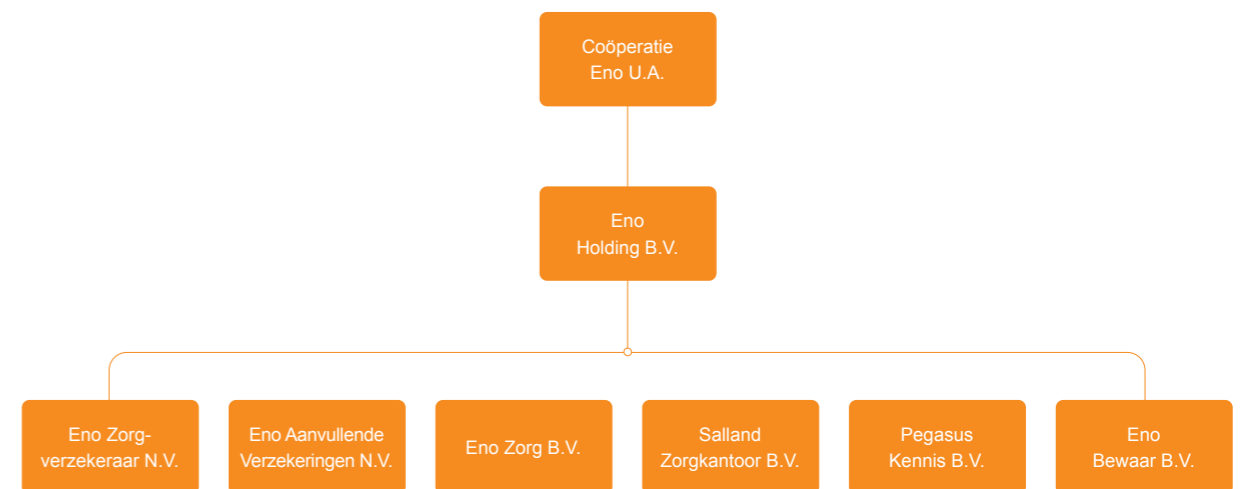 Coöperatie
Eno U.A.
Eno
Holding B.V.
Eno Zorg-
verzekeraar N.V.
Eno Aanvullende
Verzekeringen N.V.
Eno Zorg B.V.
Salland
Zorgkantoor B.V.
Pegasus
Kennis B.V.
Eno
Bewaar B.V.